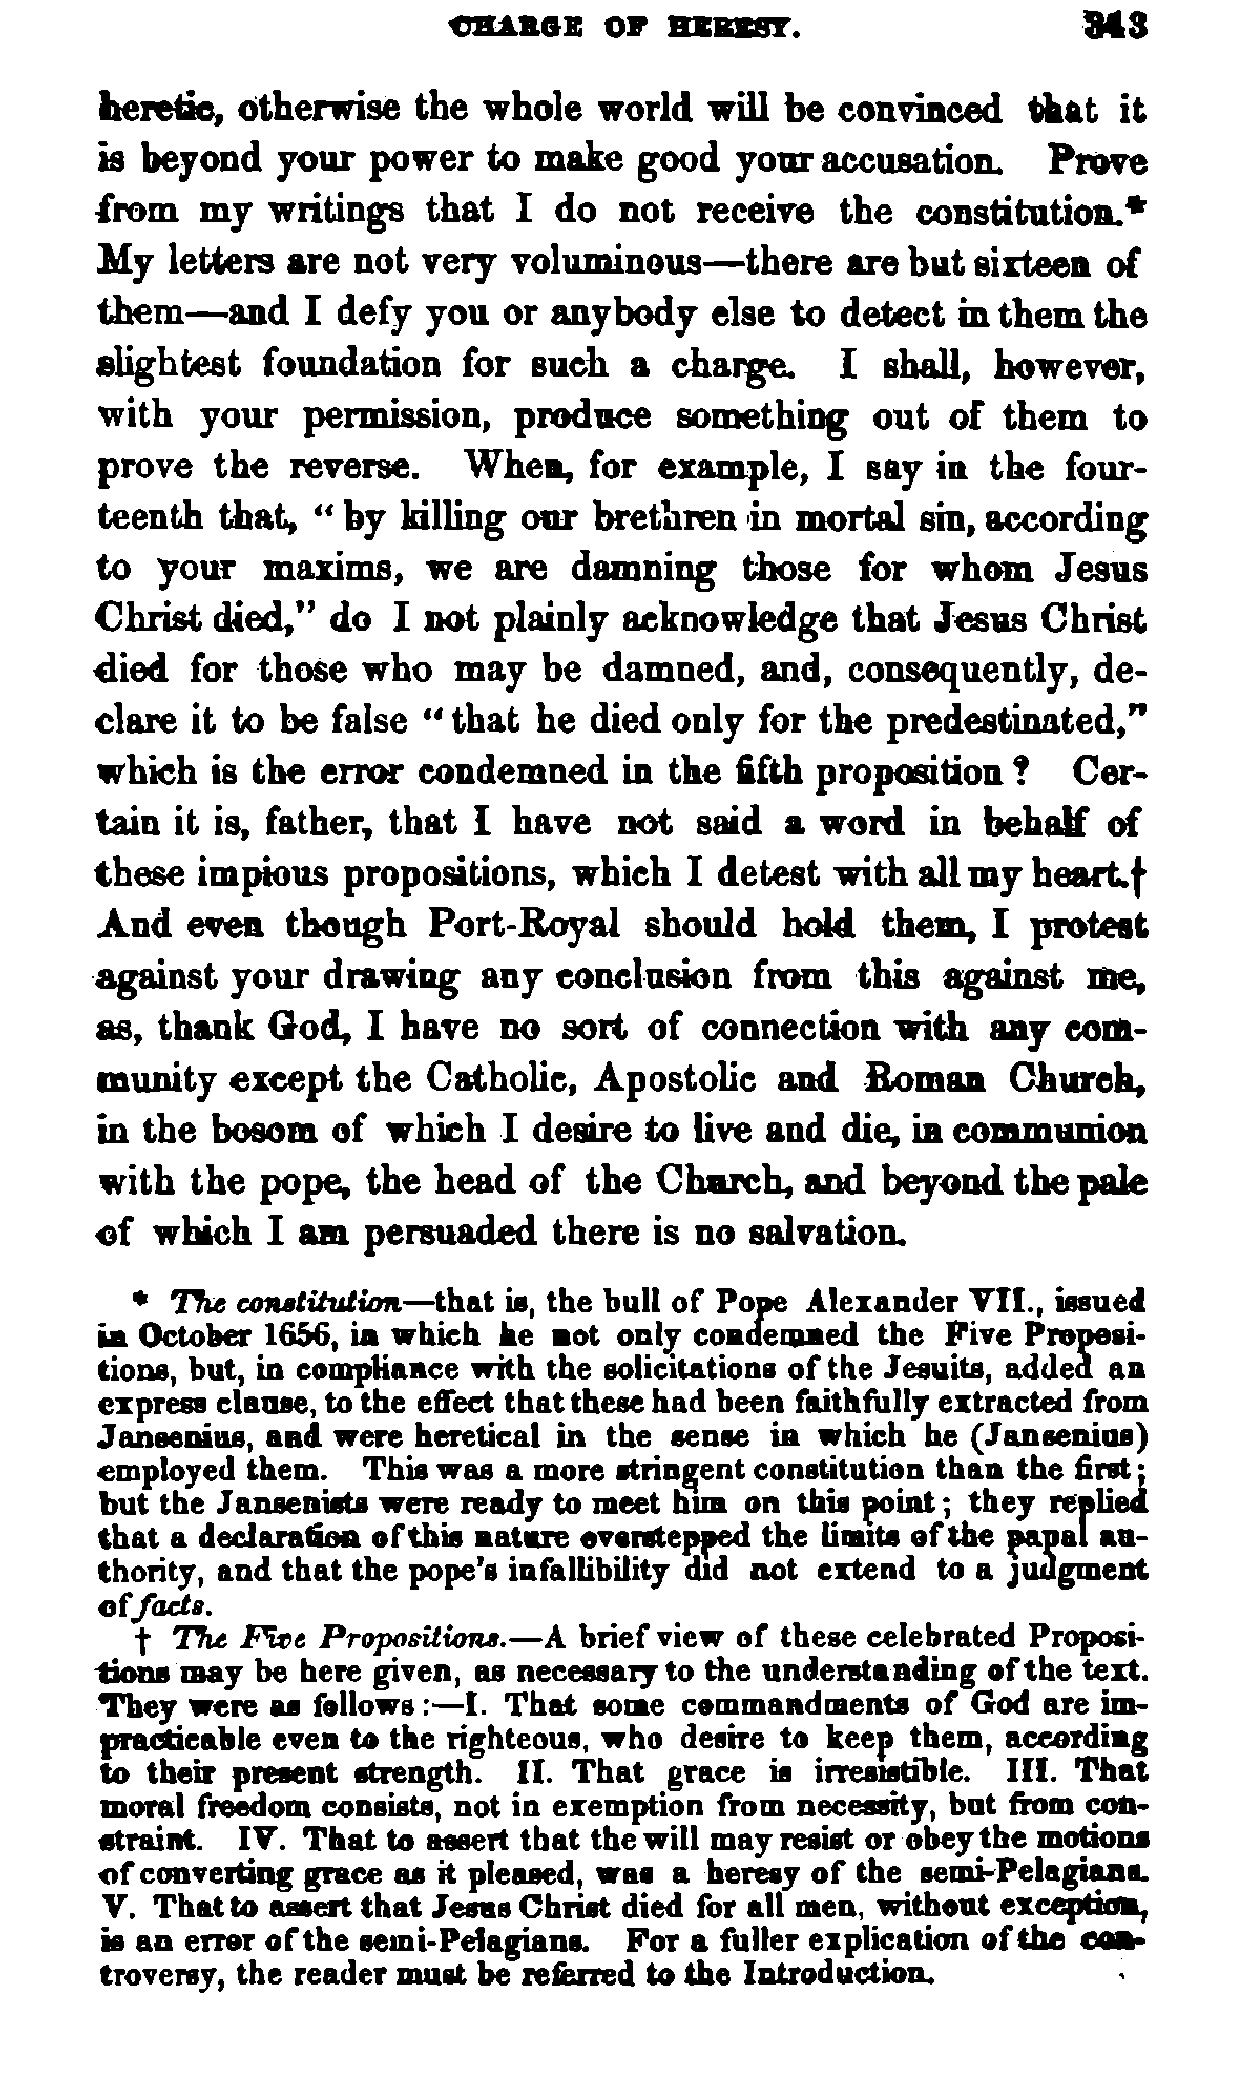 CHARGE OF HERESY. 343
heretic, otherwise the whole world will be convinced that it
is beyond your power to make good your accusation. Prove
from my writings that I do not receive the constitution.*
My letters are not very voluminous—there are but sixteen of
them—and I defy you or anybody else to detect in them the
slightest foundation for such a charge. I shall, however,
with your permission, produce something out of them to
prove the reverse. When, for example, I say in the four-
teenth that, “ by killing our brethren in mortal sin, according
to your maxims, we are damning those for whom Jesus
Christ died,” do I not plainly acknowledge that Jesus Christ
died for those who may be damned, and, consequently, de-
clare it to be false “ that he died only for the predestinated,”
which is the error condemned in the fifth proposition ? Cer-
tain it is, father, that I have not said a word in behalf of
these impious propositions, which I detest with all my heart.†
And even though Port-Royal should hold them, I protest
against your drawing any conclusion from this against me,
as, thank God, I have no sort of connection with any com-
munity except the Catholic, Apostolic and Roman Church,
in the bosom of which I desire to live and die, in communion
with the pope, the head of the Church, and beyond the pale
of which I am persuaded there is no salvation.
* The constitution—that is, the bull of Pope Alexander VII., issued
in October 1656, in which he not only condemned the Five Proposi-
tions, but, in compliance with the solicitations of the Jesuits, added an
express clause, to the effect that these had been faithfully extracted from
Jansenius, and were heretical in the sense in which he (Jansenius)
employed them. This was a more stringent constitution than the first;
but the Jansenists were ready to meet him on this point; they replied
that a declaration of this nature overstepped the limits of the papal au-
thority, and that the pope's infallibility did not extend to a judgment
of facts.
† The Five Propositions.—A brief view of these celebrated Proposi-
tions may be here given, as necessary to the understanding of the text.
They were as follows :—I. That some commandments of God are im-
practicable even to the righteous, who desire to keep them, according
to their present strength. II. That grace is irresistible. III. That
moral freedom consists, not in exemption from necessity, but from con-
straint. IV. That to assert that the will may resist or obey the motions
of converting grace as it pleased, was a heresy of the semi-Pelagians.
V. That to assert that Jesus Christ died for all men, without exception,
is an error of the semi-Pelagians. For a fuller explication of the con-
troversy, the reader must be referred to the Introduction.